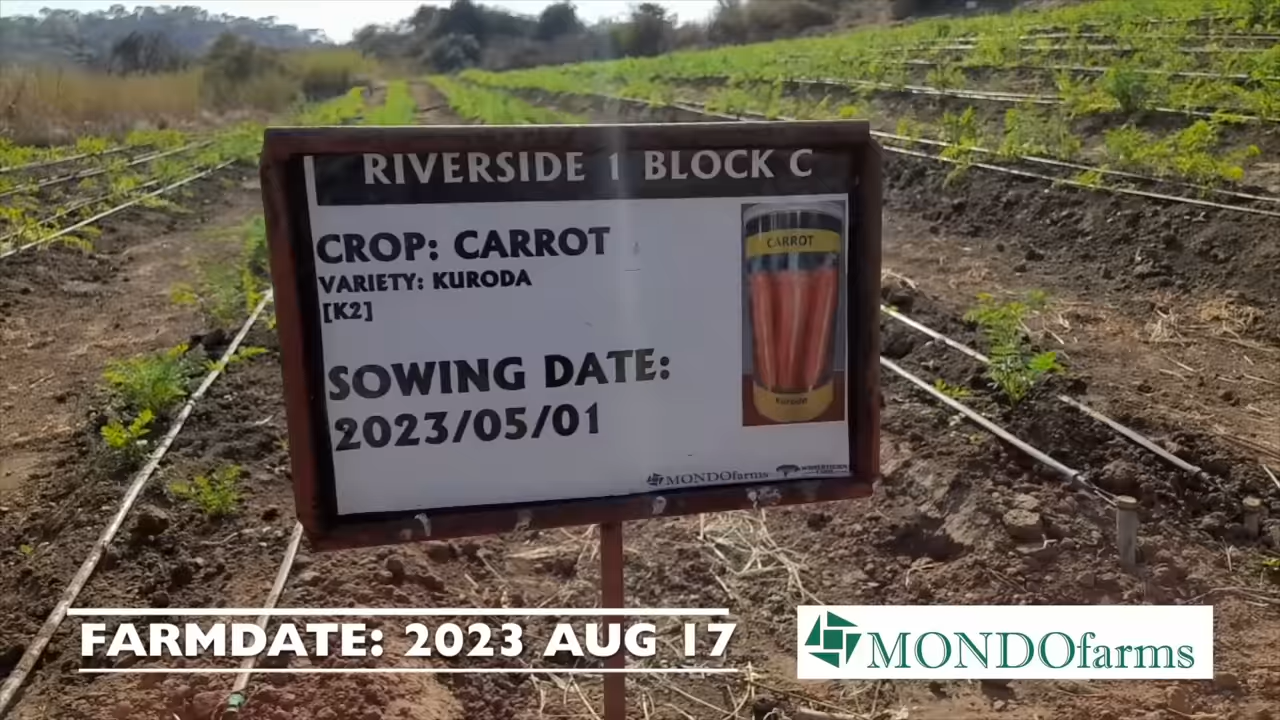 RIVERSIDE 1 BLOCK C
CROP: CARROT
VARIETY: KURODA
[K2]
SOWING DATE:
2023/05/01
CARROT
Kuroda
MONDOfarms
FARMDATE: 2023 AUG 17
MONDOfarms